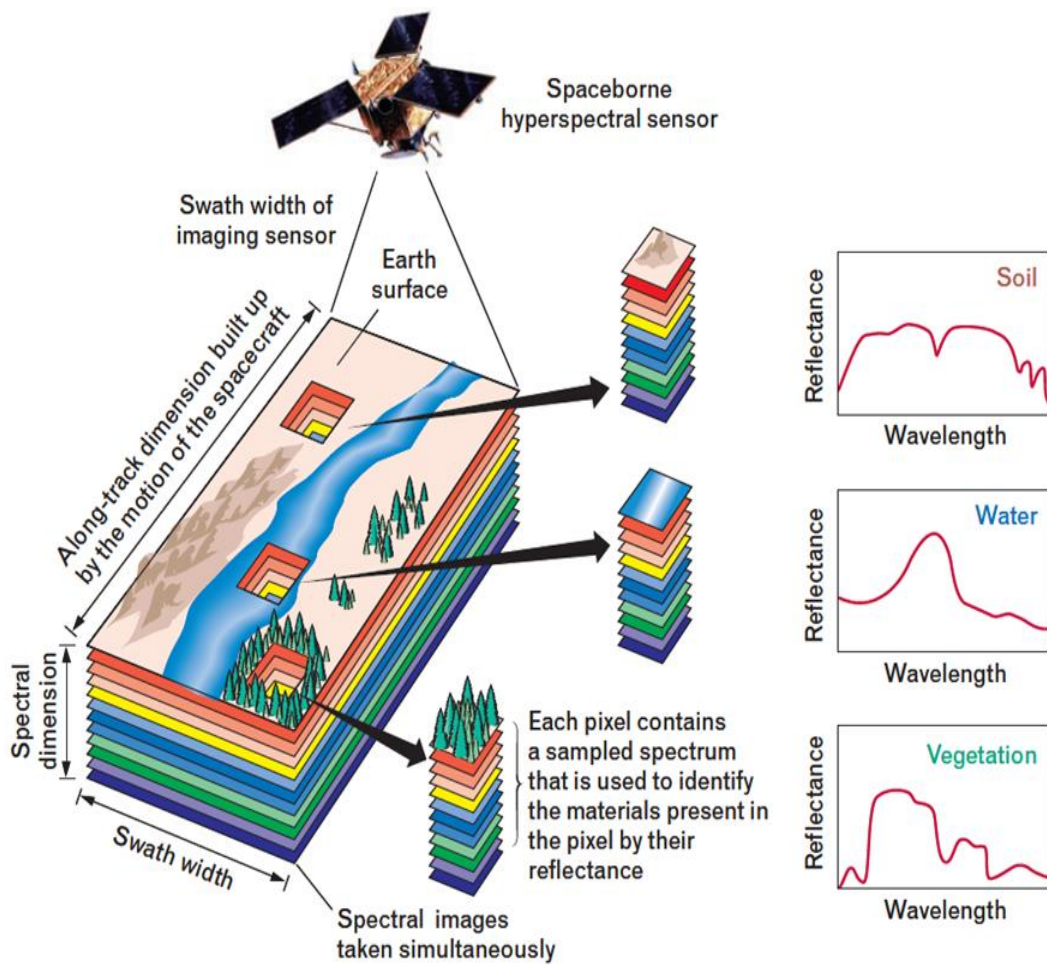 Spaceborne
hyperspectral sensor
Swath width of
imaging sensor
Earth
surface
Along-track dimension built up
by the motion of the spacecraft
Spectral
dimension
Swath width
Spectral images
taken simultaneously
Each pixel contains
a sampled spectrum
that is used to identify
the materials present in
the pixel by their
reflectance
Soil
Reflectance
Wavelength
Water
Reflectance
Wavelength
Vegetation
Reflectance
Wavelength